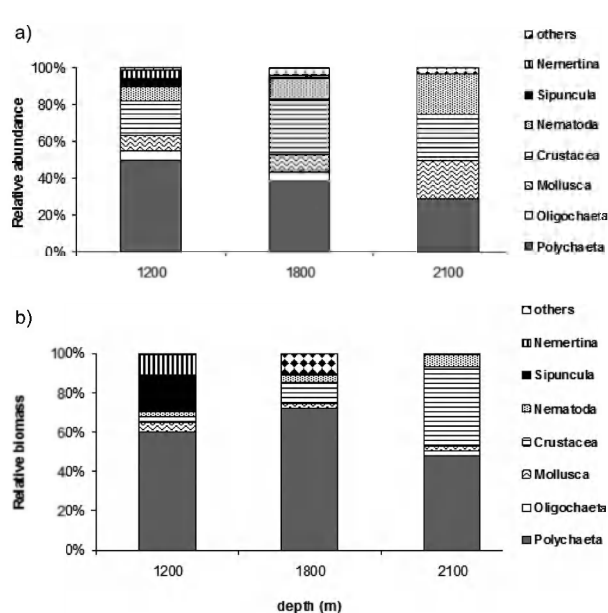 a)
others
Nemertina
Sipuncula
Nematoda
Crustacea
Mollusca
Oligochaeta
Polychaeta
Relative abundance
100%
80%
60%
40%
20%
0%
1200
1800
2100
b)
others
Nemertina
Sipuncula
Nematoda
Crustacea
Mollusca
Oligochaeta
Polychaeta
Relative biomass
100%
80%
60%
40%
20%
0%
1200
1800
2100
depth (m)